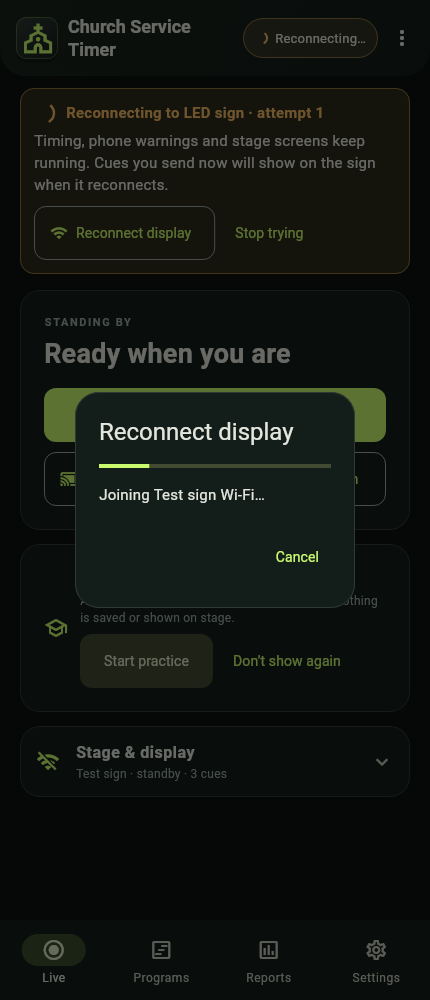 Church Service
Timer
Reconnecting…
Reconnecting to LED sign · attempt 1
Timing, phone warnings and stage screens keep
running. Cues you send now will show on the sign
when it reconnects.
Reconnect display
Stop trying
STANDING BY
Ready when you are
Reconnect display
Joining Test sign Wi-Fi…
Cancel
is saved or shown on stage.
Start practice
Don't show again
Stage & display
Test sign · standby · 3 cues
Live
Programs
Reports
Settings